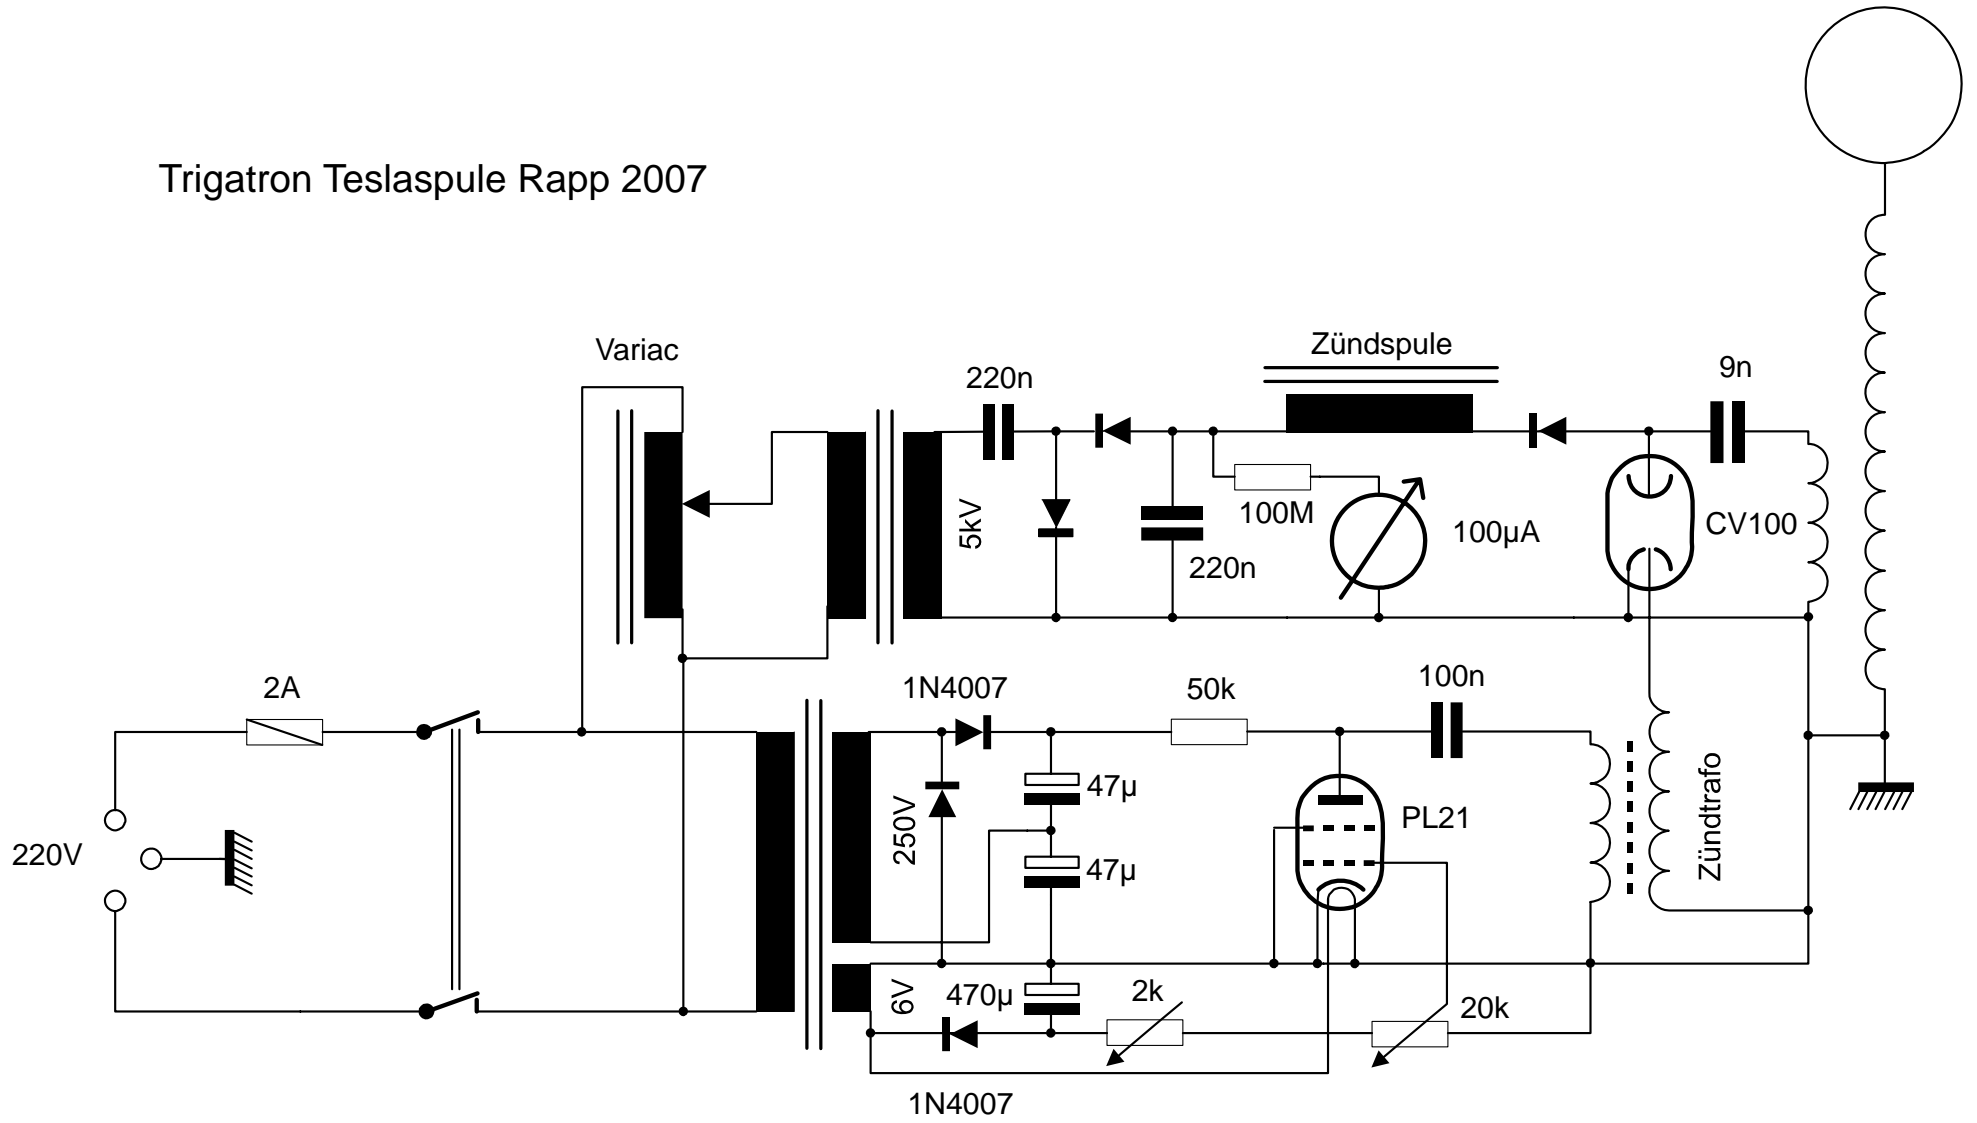 Trigatron Teslaspule Rapp 2007
Variac
Zündspule
220n
9n
5kV
100M
100µA
CV100
220n
2A
1N4007
50k
100n
250V
47µ
PL21
Zündtrafo
220V
47µ
6V
470µ
2k
20k
1N4007